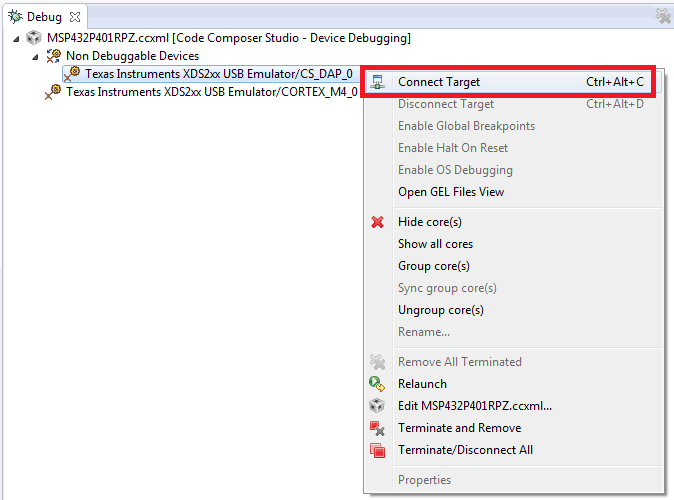 Debug
MSP432P401RPZ.ccxml [Code Composer Studio - Device Debugging]
Non Debuggable Devices
Texas Instruments XDS2xx USB Emulator/CS_DAP_0
Texas Instruments XDS2xx USB Emulator/CORTEX_M4_0
Connect Target Ctrl+Alt+C
Disconnect Target Ctrl+Alt+D
Enable Global Breakpoints
Enable Halt On Reset
Enable OS Debugging
Open GEL Files View
Hide core(s)
Show all cores
Group core(s)
Sync group core(s)
Ungroup core(s)
Rename...
Remove All Terminated
Relaunch
Edit MSP432P401RPZ.ccxml...
Terminate and Remove
Terminate/Disconnect All
Properties